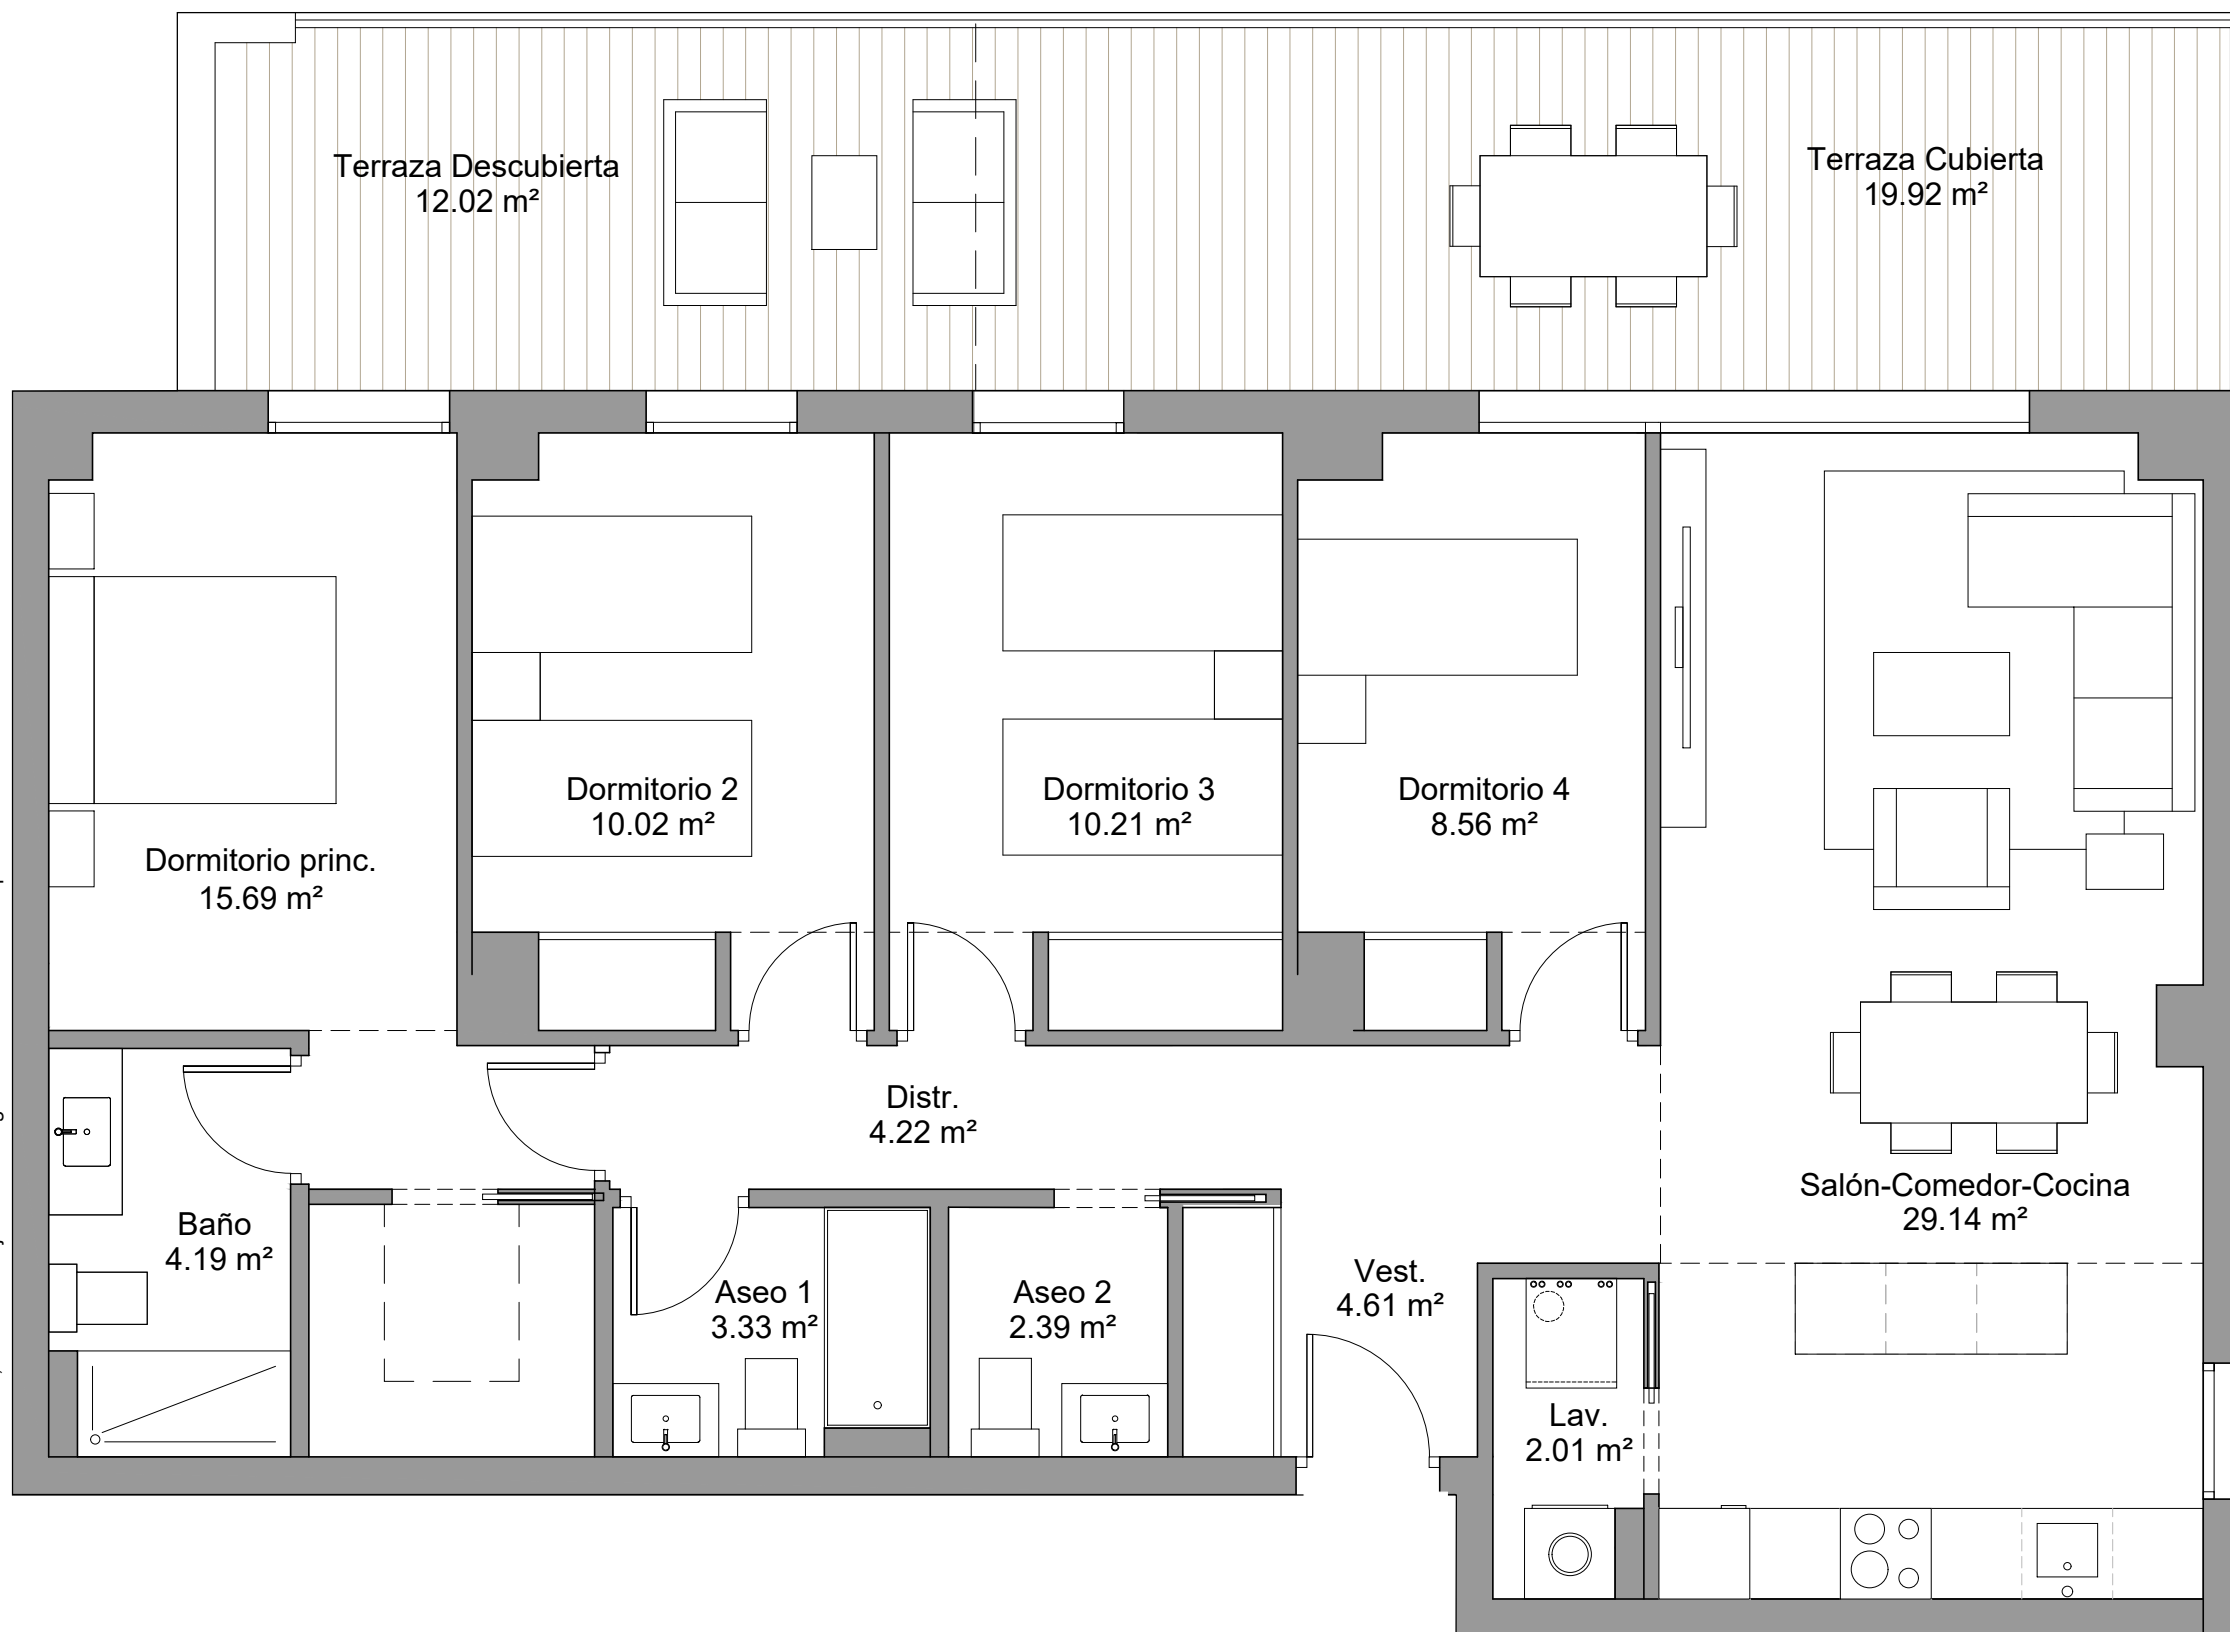 Terraza Descubierta
12.02 m²
Terraza Cubierta
19.92 m²
Dormitorio princ.
15.69 m²
Dormitorio 2
10.02 m²
Dormitorio 3
10.21 m²
Dormitorio 4
8.56 m²
Distr.
4.22 m²
Salón-Comedor-Cocina
29.14 m²
Baño
4.19 m²
Aseo 1
3.33 m²
Aseo 2
2.39 m²
Vest.
4.61 m²
Lav.
2.01 m²